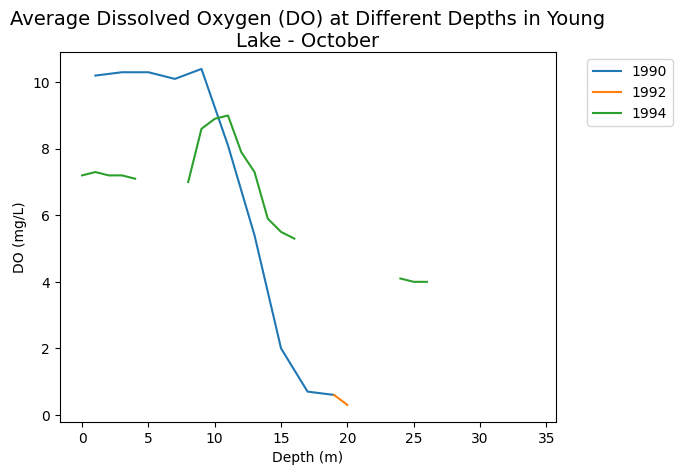 Average Dissolved Oxygen (DO) at Different Depths in Young
Lake - October
1990
1992
1994
DO (mg/L)
10
8
6
4
2
0
0 5 10 15 20 25 30 35
Depth (m)